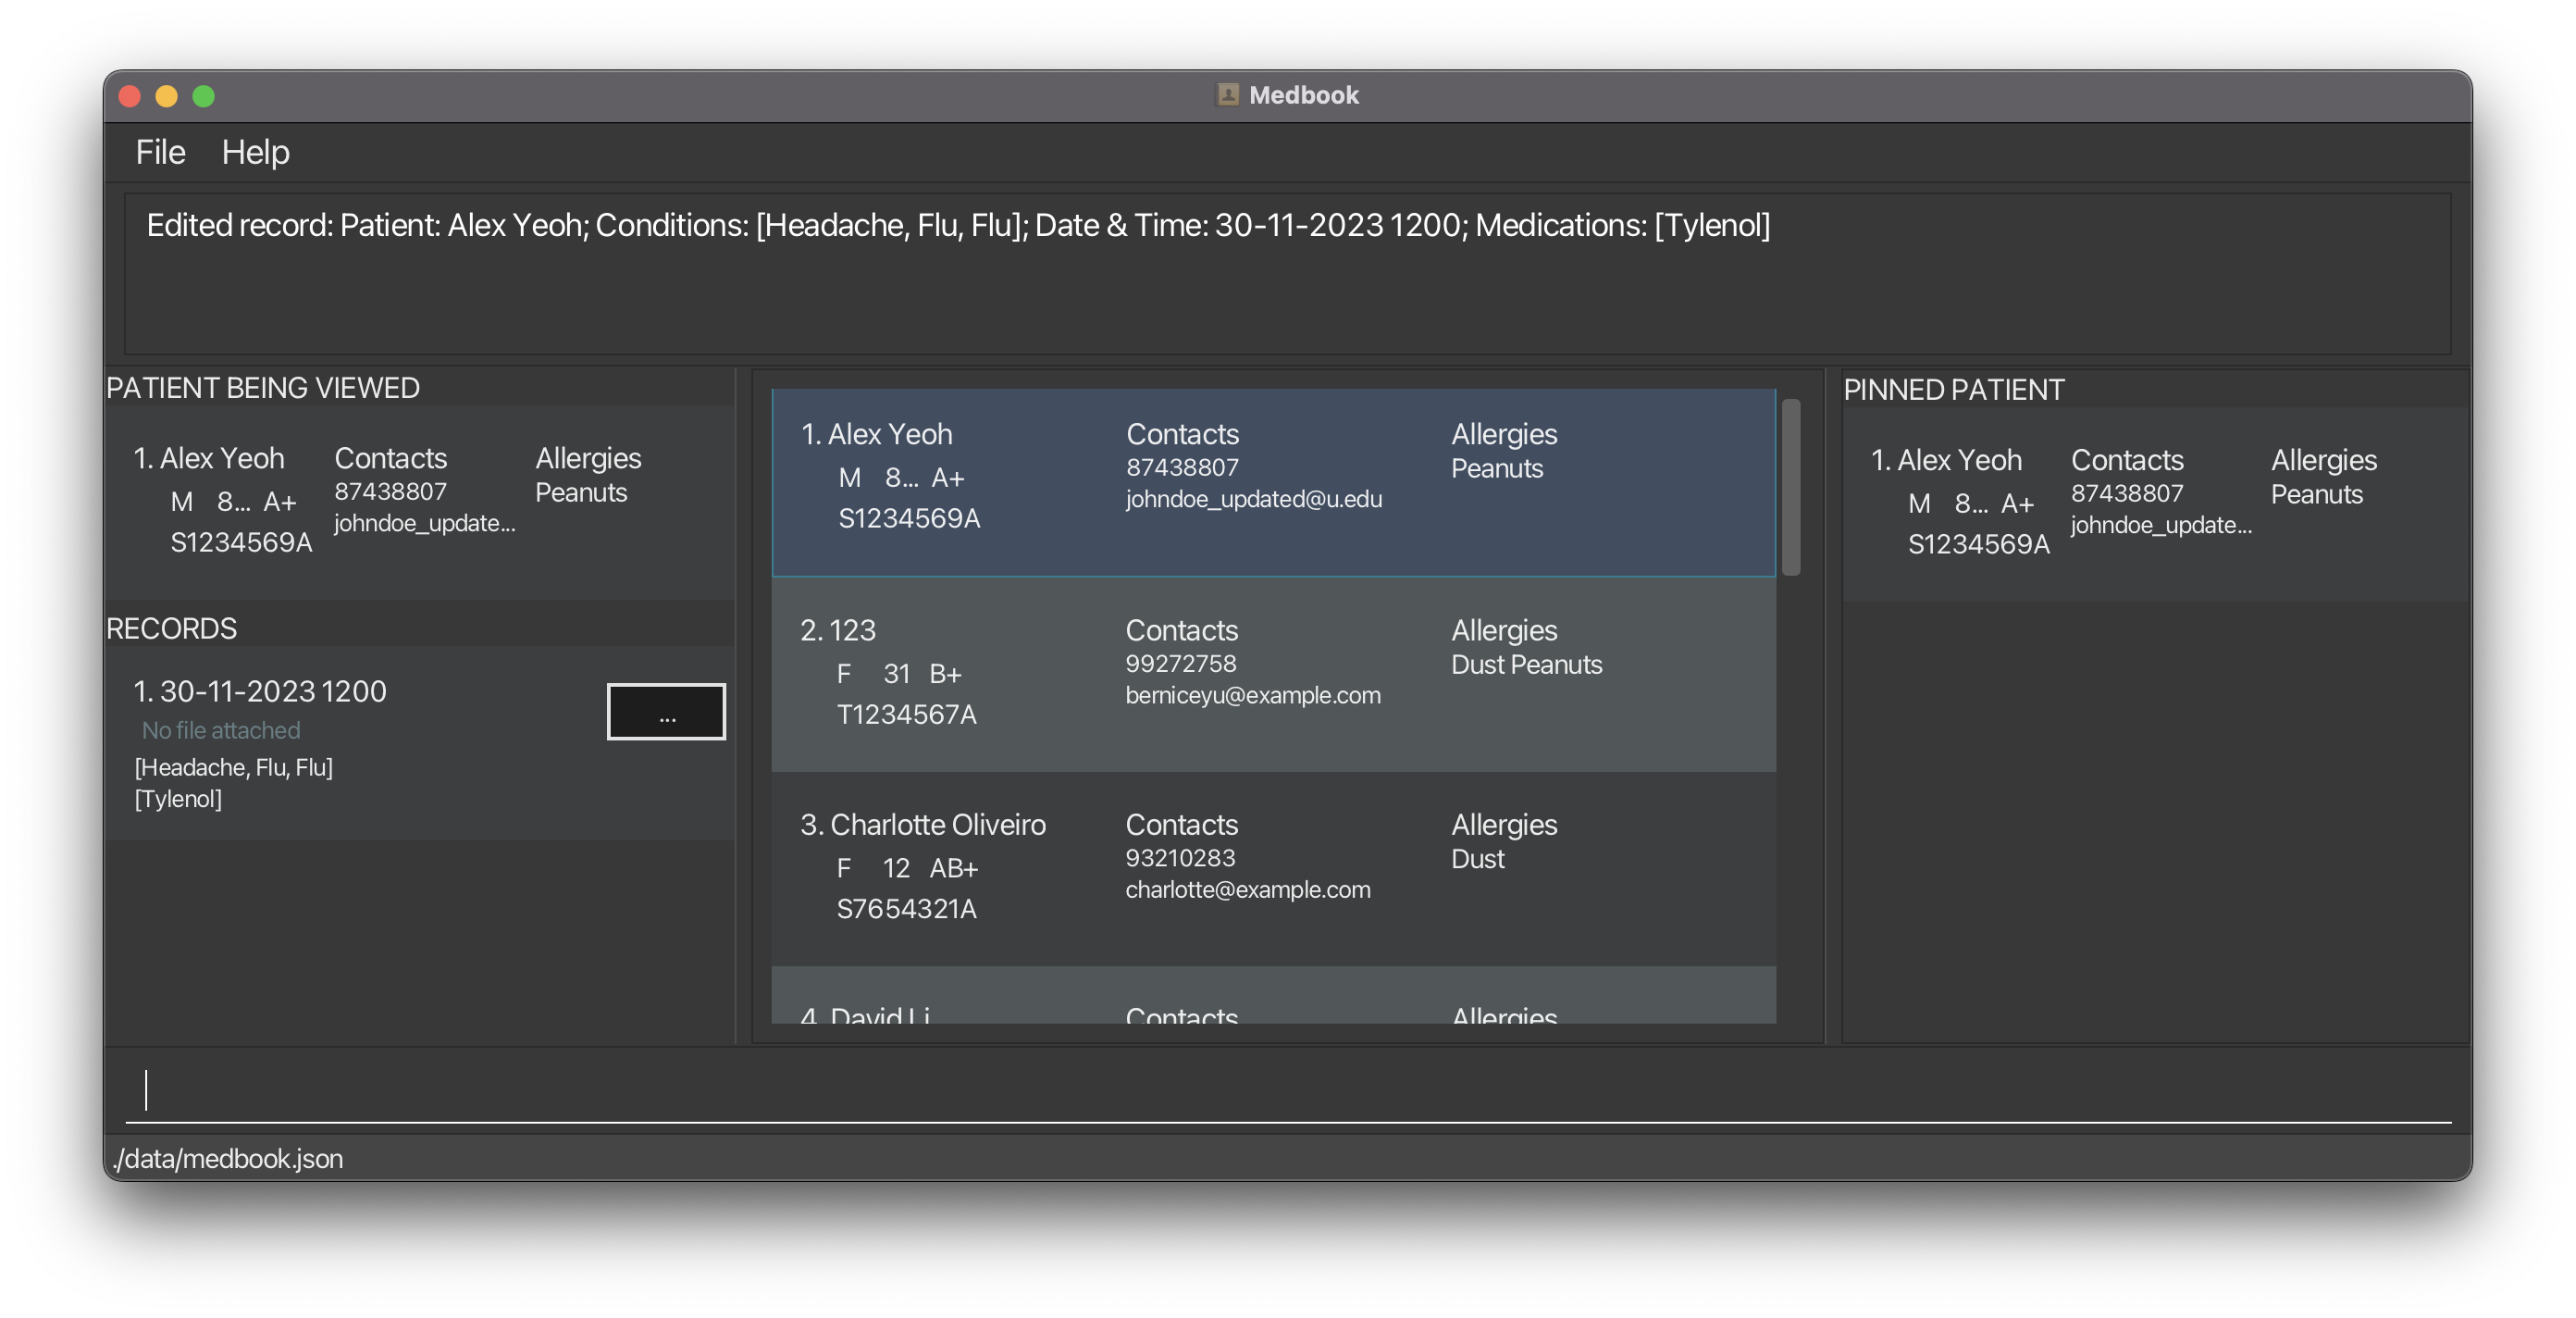 Medbook
File Help
Edited record: Patient: Alex Yeoh; Conditions: [Headache, Flu, Flu]; Date & Time: 30-11-2023 1200; Medications: [Tylenol]
PATIENT BEING VIEWED
1. Alex Yeoh Contacts Allergies
87438807 Peanuts
M 8... A+
johndoe_update...
S1234569A
RECORDS
1. 30-11-2023 1200
...
No file attached
[Headache, Flu, Flu]
[Tylenol]
1. Alex Yeoh Contacts Allergies
87438807 Peanuts
M 8... A+
johndoe_updated@u.edu
S1234569A
2. 123 Contacts Allergies
99272758 Dust Peanuts
F 31 B+
berniceyu@example.com
T1234567A
3. Charlotte Oliveiro Contacts Allergies
93210283 Dust
F 12 AB+
charlotte@example.com
S7654321A
4. David Li Contacts Allergies
PINNED PATIENT
1. Alex Yeoh Contacts Allergies
87438807 Peanuts
M 8... A+
johndoe_update...
S1234569A
./data/medbook.json